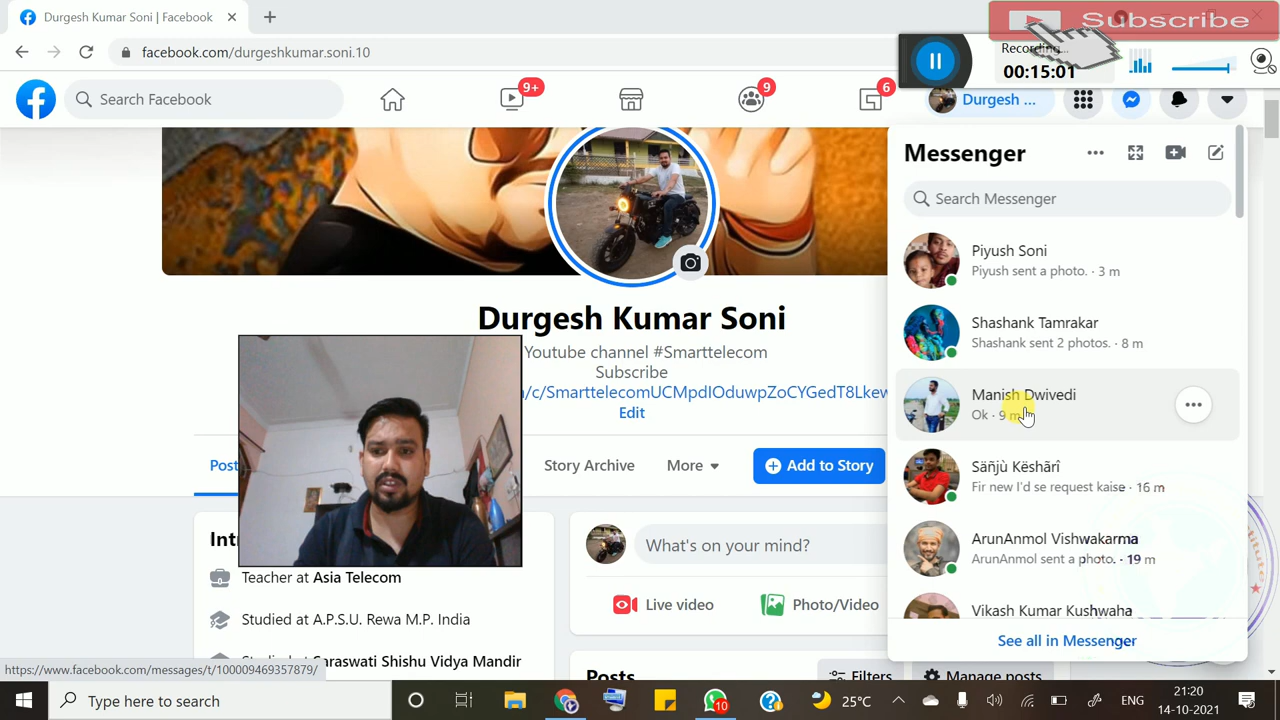 Durgesh Kumar Soni | Facebook
Subscribe
facebook.com/durgeshkumar.soni.10
Recording...
00:15:01
Search Facebook
9+
9
6
Durgesh ...
Messenger
Search Messenger
Piyush Soni
Piyush sent a photo. · 3 m
Shashank Tamrakar
Shashank sent 2 photos. · 8 m
Manish Dwivedi
Ok · 9 m
Säñjù Këshārî
Fir new I'd se request kaise · 16 m
ArunAnmol Vishwakarma
ArunAnmol sent a photo. · 19 m
Vikash Kumar Kushwaha
See all in Messenger
Durgesh Kumar Soni
Youtube channel #Smarttelecom
Subscribe
/c/SmarttelecomUCMpdIOduwpZoCYGedT8Lkew
Edit
Post
Story Archive
More
Add to Story
Intr
Teacher at Asia Telecom
Studied at A.P.S.U. Rewa M.P. India
araswati Shishu Vidya Mandir
What's on your mind?
Live video
Photo/Video
Posts
Filters
Manage posts
https://www.facebook.com/messages/t/100009469357879/
Type here to search
10
25°C
ENG
21:20
14-10-2021